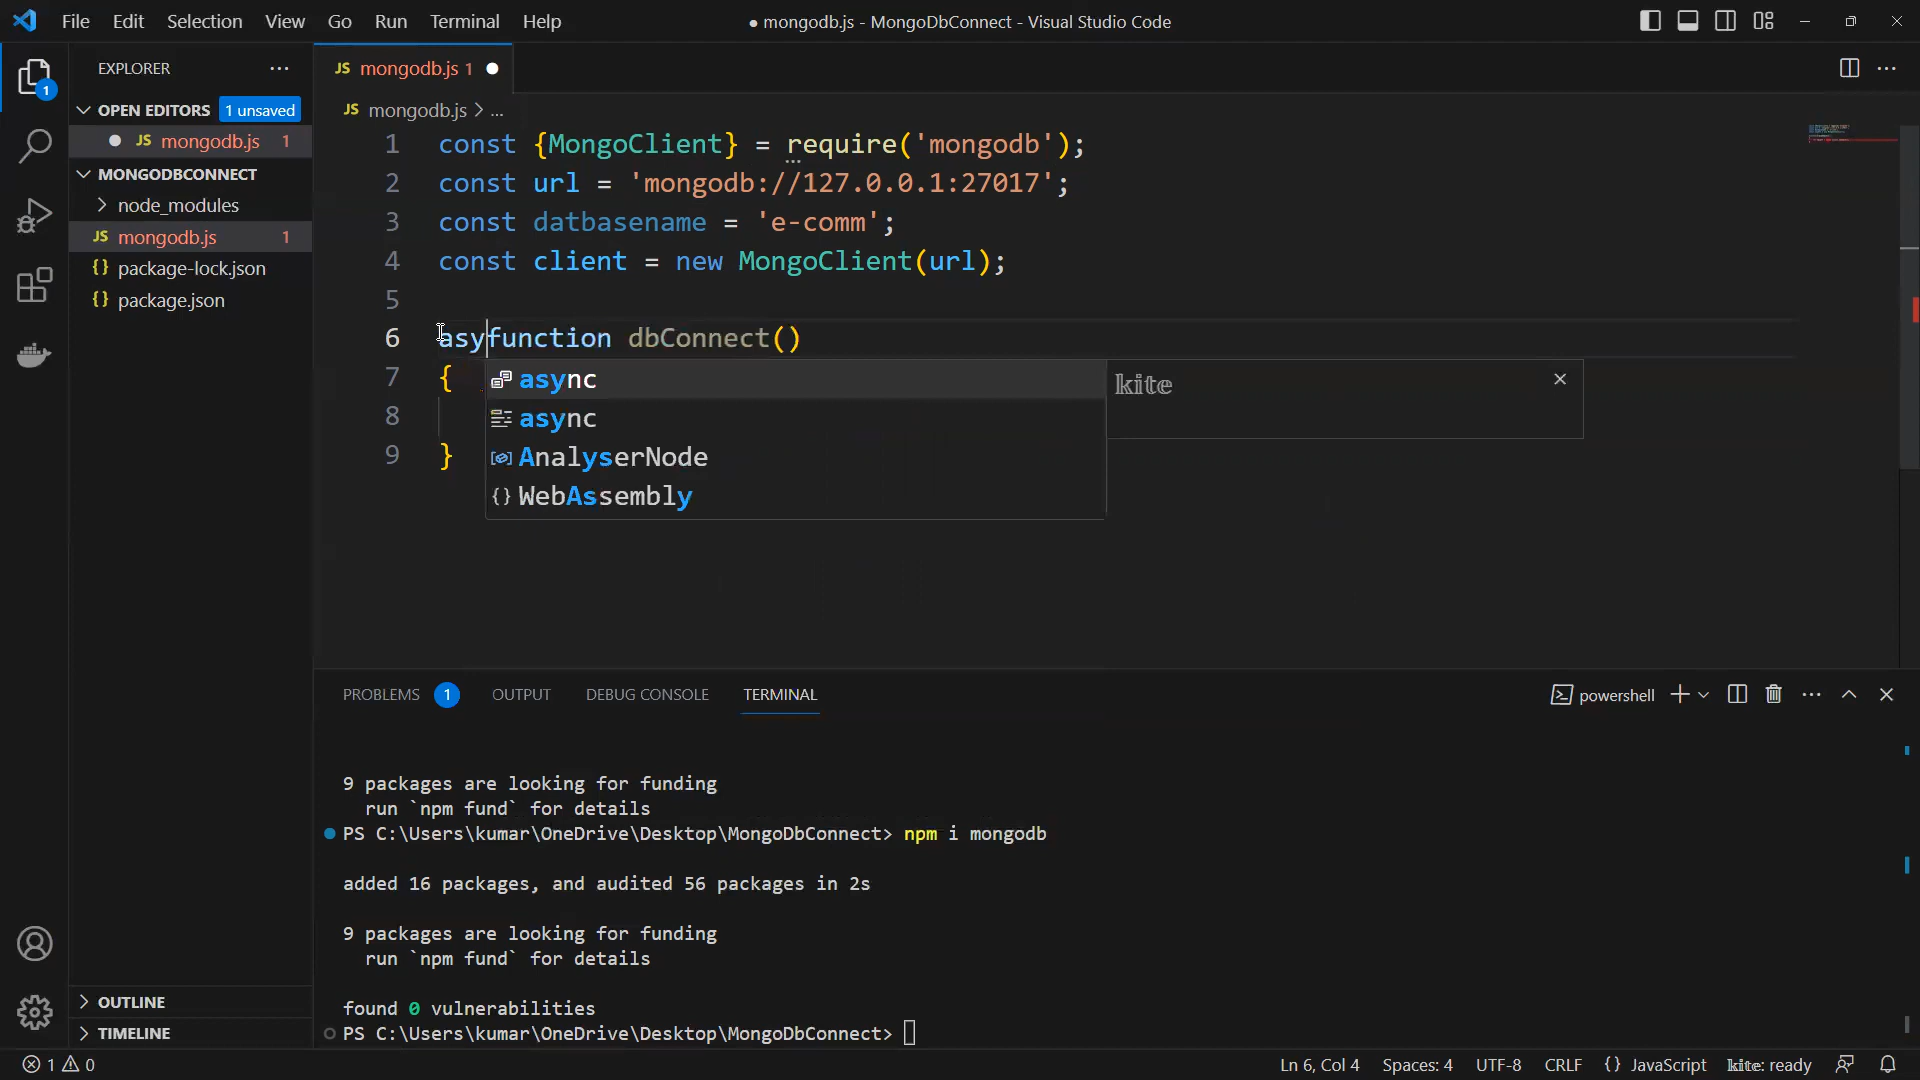 File Edit Selection View Go Run Terminal Help
● mongodb.js - MongoDbConnect - Visual Studio Code
EXPLORER
OPEN EDITORS 1 unsaved
JS mongodb.js 1
MONGODBCONNECT
node_modules
JS mongodb.js 1
{} package-lock.json
{} package.json
OUTLINE
TIMELINE
1
JS mongodb.js 1
JS mongodb.js > ...
1 const {MongoClient} = require('mongodb');
2 const url = 'mongodb://127.0.0.1:27017';
3 const datbasename = 'e-comm';
4 const client = new MongoClient(url);
5
6 asyfunction dbConnect()
7 {
8
9 }
async
async
AnalyserNode
{} WebAssembly
kite
PROBLEMS 1 OUTPUT DEBUG CONSOLE TERMINAL
powershell
9 packages are looking for funding
run `npm fund` for details
PS C:\Users\kumar\OneDrive\Desktop\MongoDbConnect> npm i mongodb
added 16 packages, and audited 56 packages in 2s
9 packages are looking for funding
run `npm fund` for details
found 0 vulnerabilities
PS C:\Users\kumar\OneDrive\Desktop\MongoDbConnect>
1 0
Ln 6, Col 4 Spaces: 4 UTF-8 CRLF {} JavaScript kite: ready